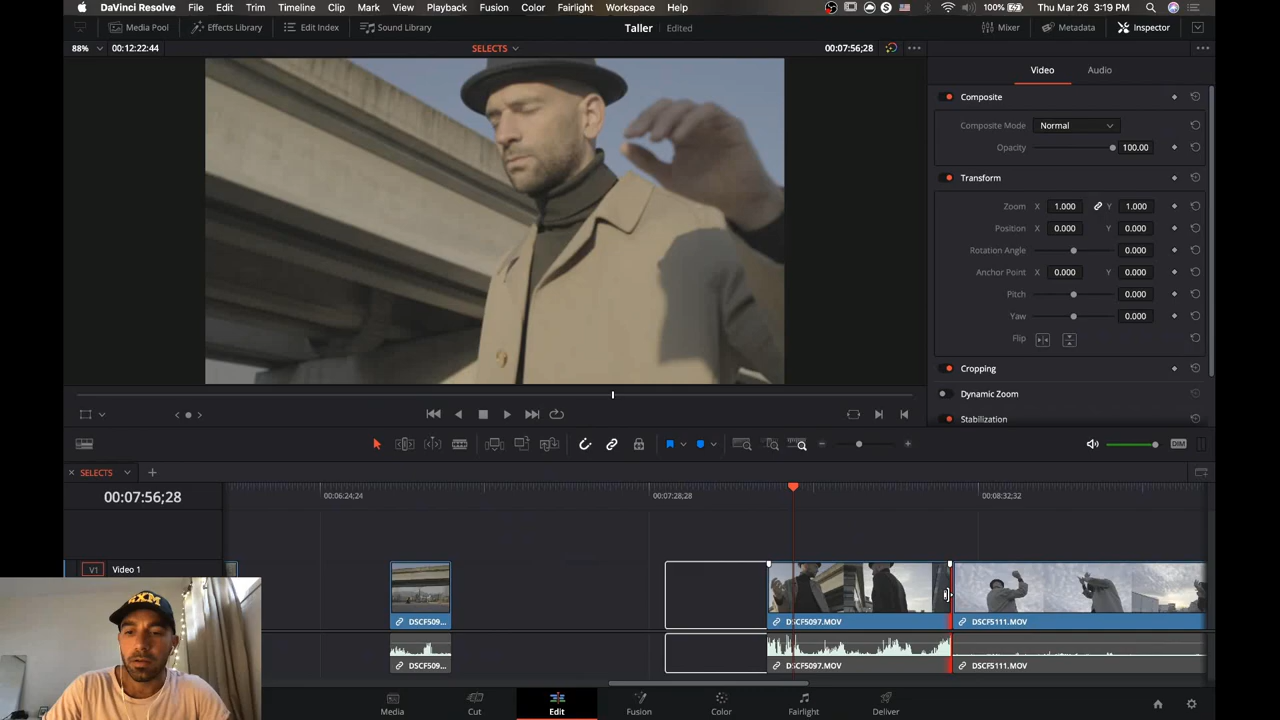 DaVinci Resolve File Edit Trim Timeline Clip Mark View Playback Fusion Color Fairlight Workspace Help 100% Thu Mar 26 3:19 PM
Media Pool Effects Library Edit Index Sound Library Taller Edited Mixer Metadata Inspector
88% 00:12:22:44 SELECTS 00:07:56;28
Video Audio
Composite
Composite Mode Normal
Opacity 100.00
Transform
Zoom X 1.000 Y 1.000
Position X 0.000 Y 0.000
Rotation Angle 0.000
Anchor Point X 0.000 Y 0.000
Pitch 0.000
Yaw 0.000
Flip
Cropping
Dynamic Zoom
Stabilization
DIM
SELECTS
00:07:56;28 00:06:24;24 00:07:28;28 00:08:32;32
V1 Video 1
DSCF509... DSCF5097.MOV DSCF5111.MOV
DSCF509... DSCF5097.MOV DSCF5111.MOV
Media Cut Edit Fusion Color Fairlight Deliver